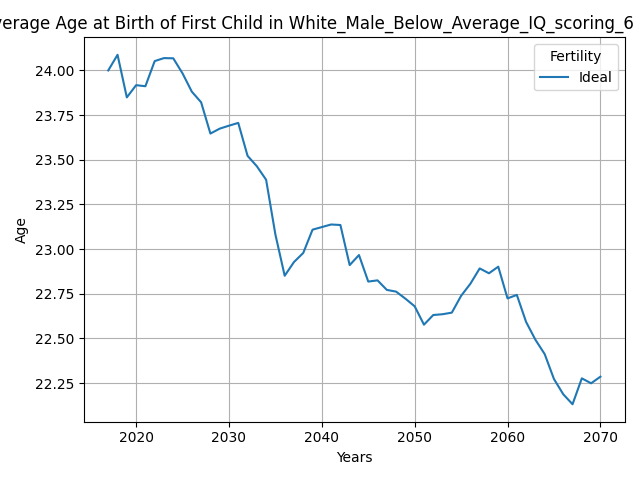 verage Age at Birth of First Child in White_Male_Below_Average_IQ_scoring_6
Fertility
Ideal
24.00
23.75
23.50
23.25
23.00
22.75
22.50
22.25
Age
2020 2030 2040 2050 2060 2070
Years